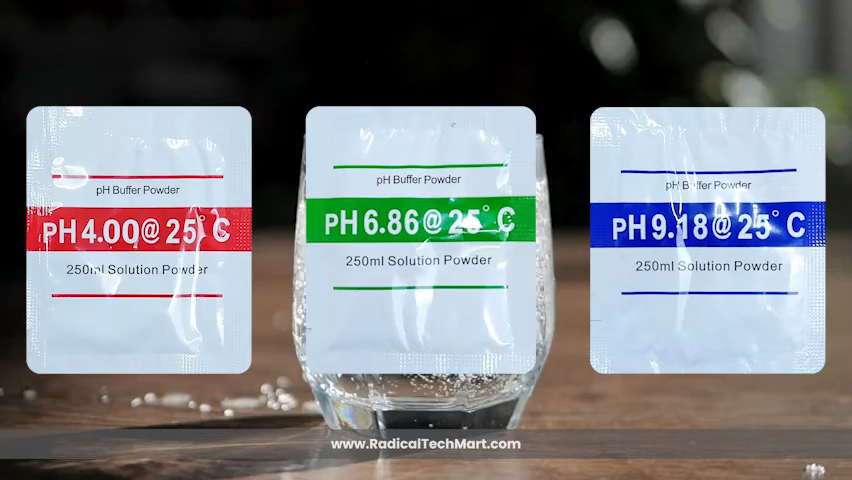 pH Buffer Powder
PH 4.00@ 25° C
250ml Solution Powder
pH Buffer Powder
PH 6.86@ 25° C
250ml Solution Powder
pH Buffer Powder
PH 9.18@ 25° C
250ml Solution Powder
www.RadicalTechMart.com